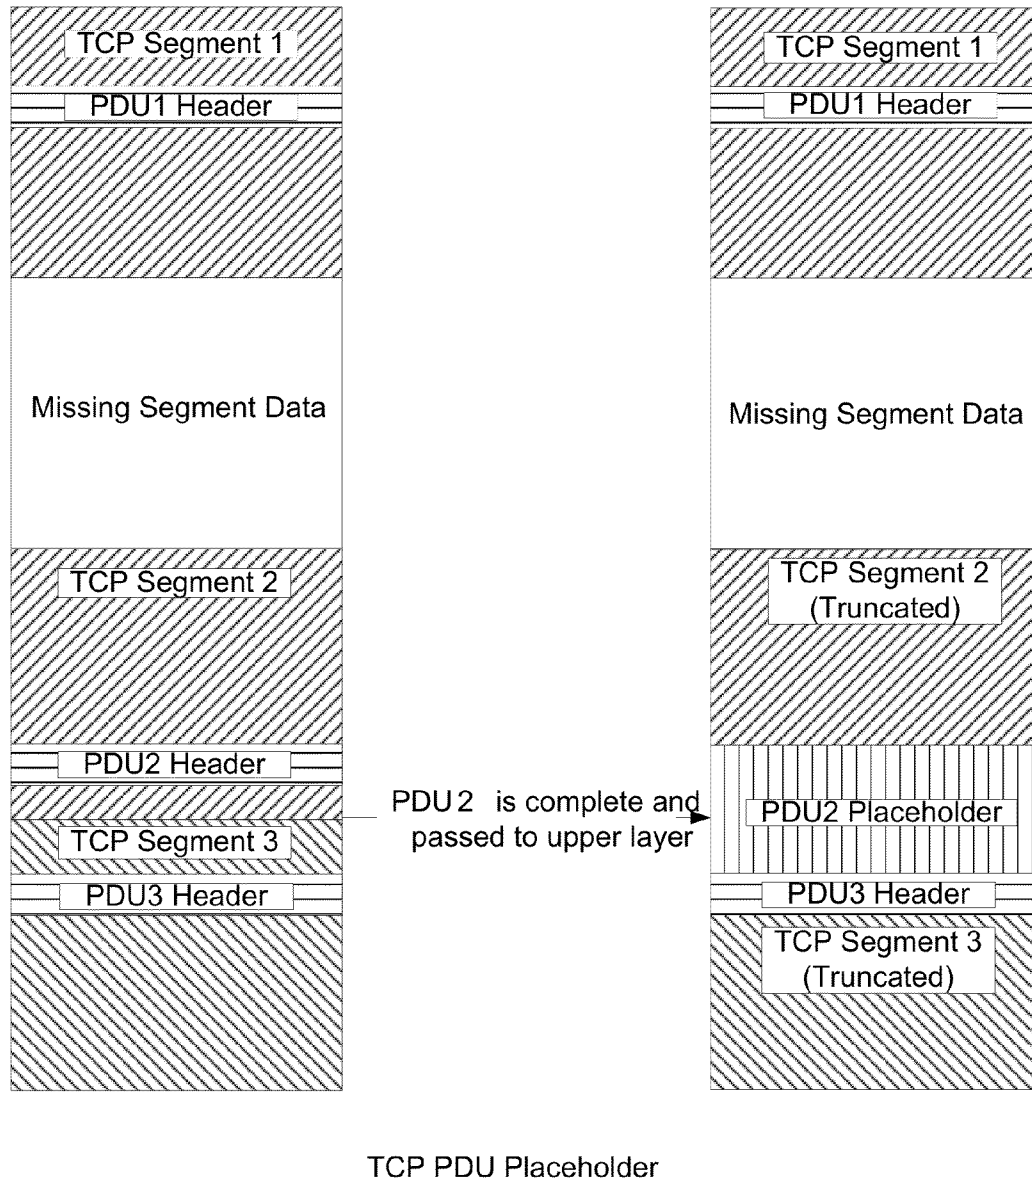 TCP Segment 1
PDU1 Header
Missing Segment Data
TCP Segment 2
PDU2 Header
TCP Segment 3
PDU3 Header
PDU2 is complete and
passed to upper layer
TCP Segment 1
PDU1 Header
Missing Segment Data
TCP Segment 2
(Truncated)
PDU2 Placeholder
PDU3 Header
TCP Segment 3
(Truncated)
TCP PDU Placeholder